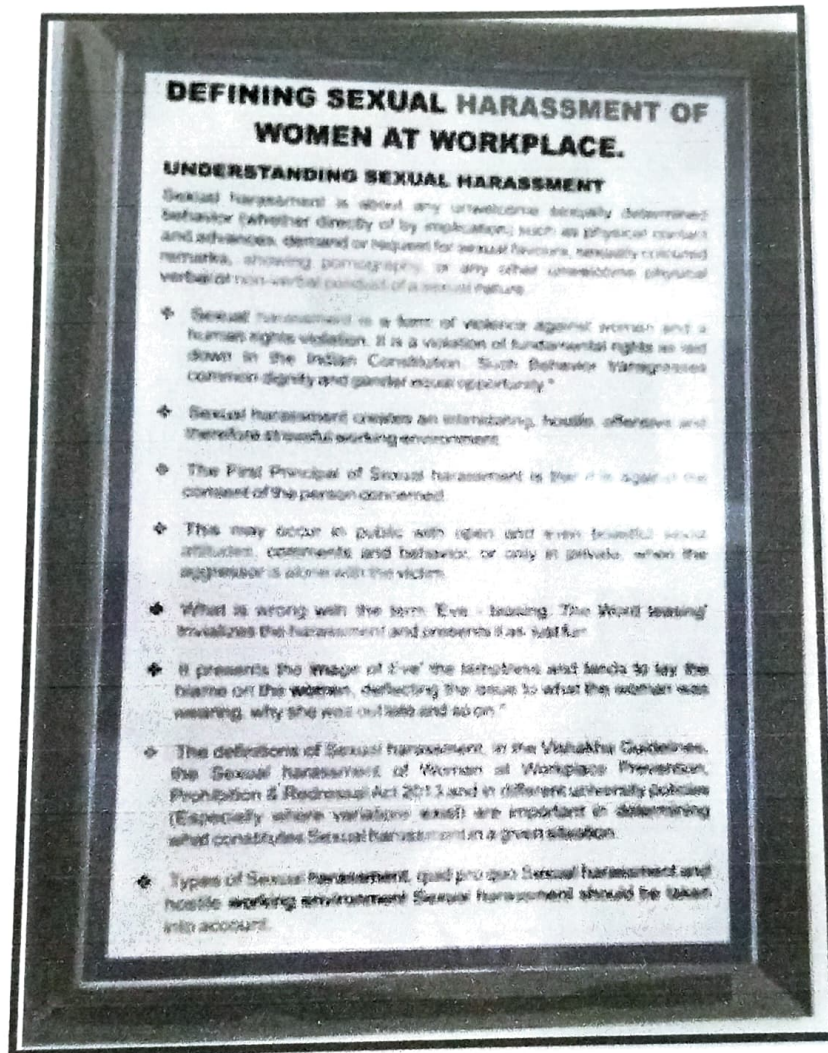 DEFINING SEXUAL HARASSMENT OF
WOMEN AT WORKPLACE.
UNDERSTANDING SEXUAL HARASSMENT
Sexual harassment is about any unwelcome sexually determined
behavior (whether directly of by implication) such as physical contact
and advances, demand or request for sexual favours, sexually coloured
remarks, showing pornography, or any other unwelcome physical
verbal or non-verbal conduct of a sexual nature.
❖ Sexual harassment is a form of violence against women and a
human rights violation. It is a violation of fundamental rights as laid
down in the Indian Constitution. Such Behavior transgresses
common dignity and gender equal opportunity."
❖ Sexual harassment creates an intimidating, hostile, offensive and
therefore stressful working environment
❖ The First Principal of Sexual harassment is that it is against the
consent of the person concerned.
❖ This may occur in public with open and even boastful sexist
attitudes, comments and behavior, or only in private, when the
aggressor is alone with the victim.
❖ What is wrong with the term 'Eve - teasing. The Word teasing'
trivializes the harassment and presents it as 'just fun'
❖ It presents the image of Eve' the temptress and tends to lay the
blame on the women, deflecting the issue to what the woman was
wearing, why she was out late and so on."
❖ The definitions of Sexual harassment, in the Vishakha Guidelines,
the Sexual harassment of Women at Workplace Prevention,
Prohibition & Redressal Act 2013 and in different university policies
(Especially where variations exist) are important in determining
what constitutes Sexual harassment in a given situation.
❖ Types of Sexual harassment, quid pro quo Sexual harassment and
hostile working environment Sexual harassment should be taken
into account.